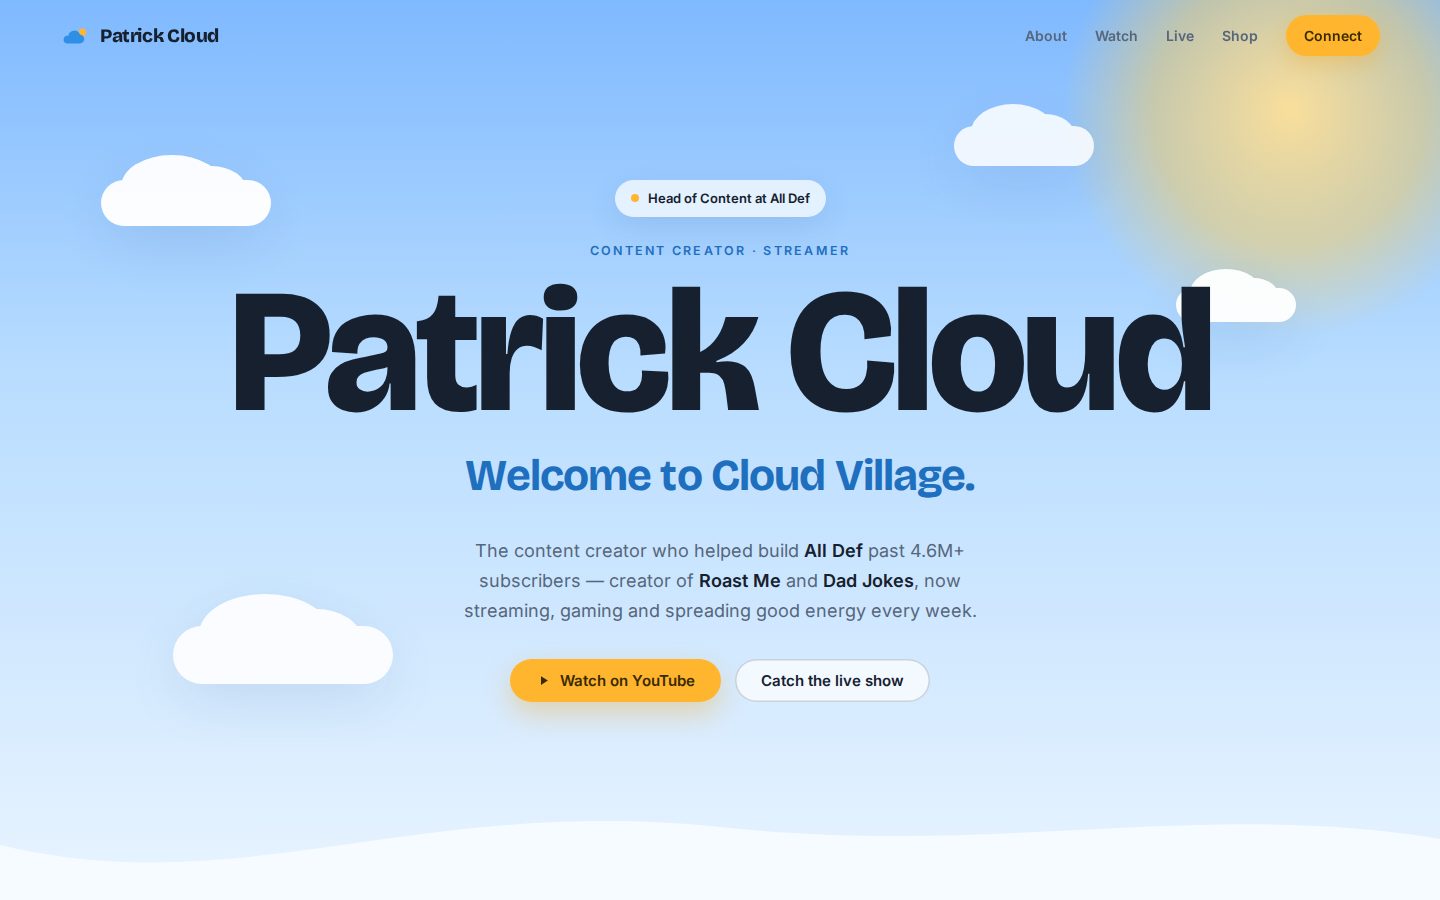 Patrick Cloud
About
Watch
Live
Shop
Connect
Head of Content at All Def
CONTENT CREATOR · STREAMER
Patrick Cloud
Welcome to Cloud Village.
The content creator who helped build All Def past 4.6M+
subscribers — creator of Roast Me and Dad Jokes, now
streaming, gaming and spreading good energy every week.
Watch on YouTube
Catch the live show